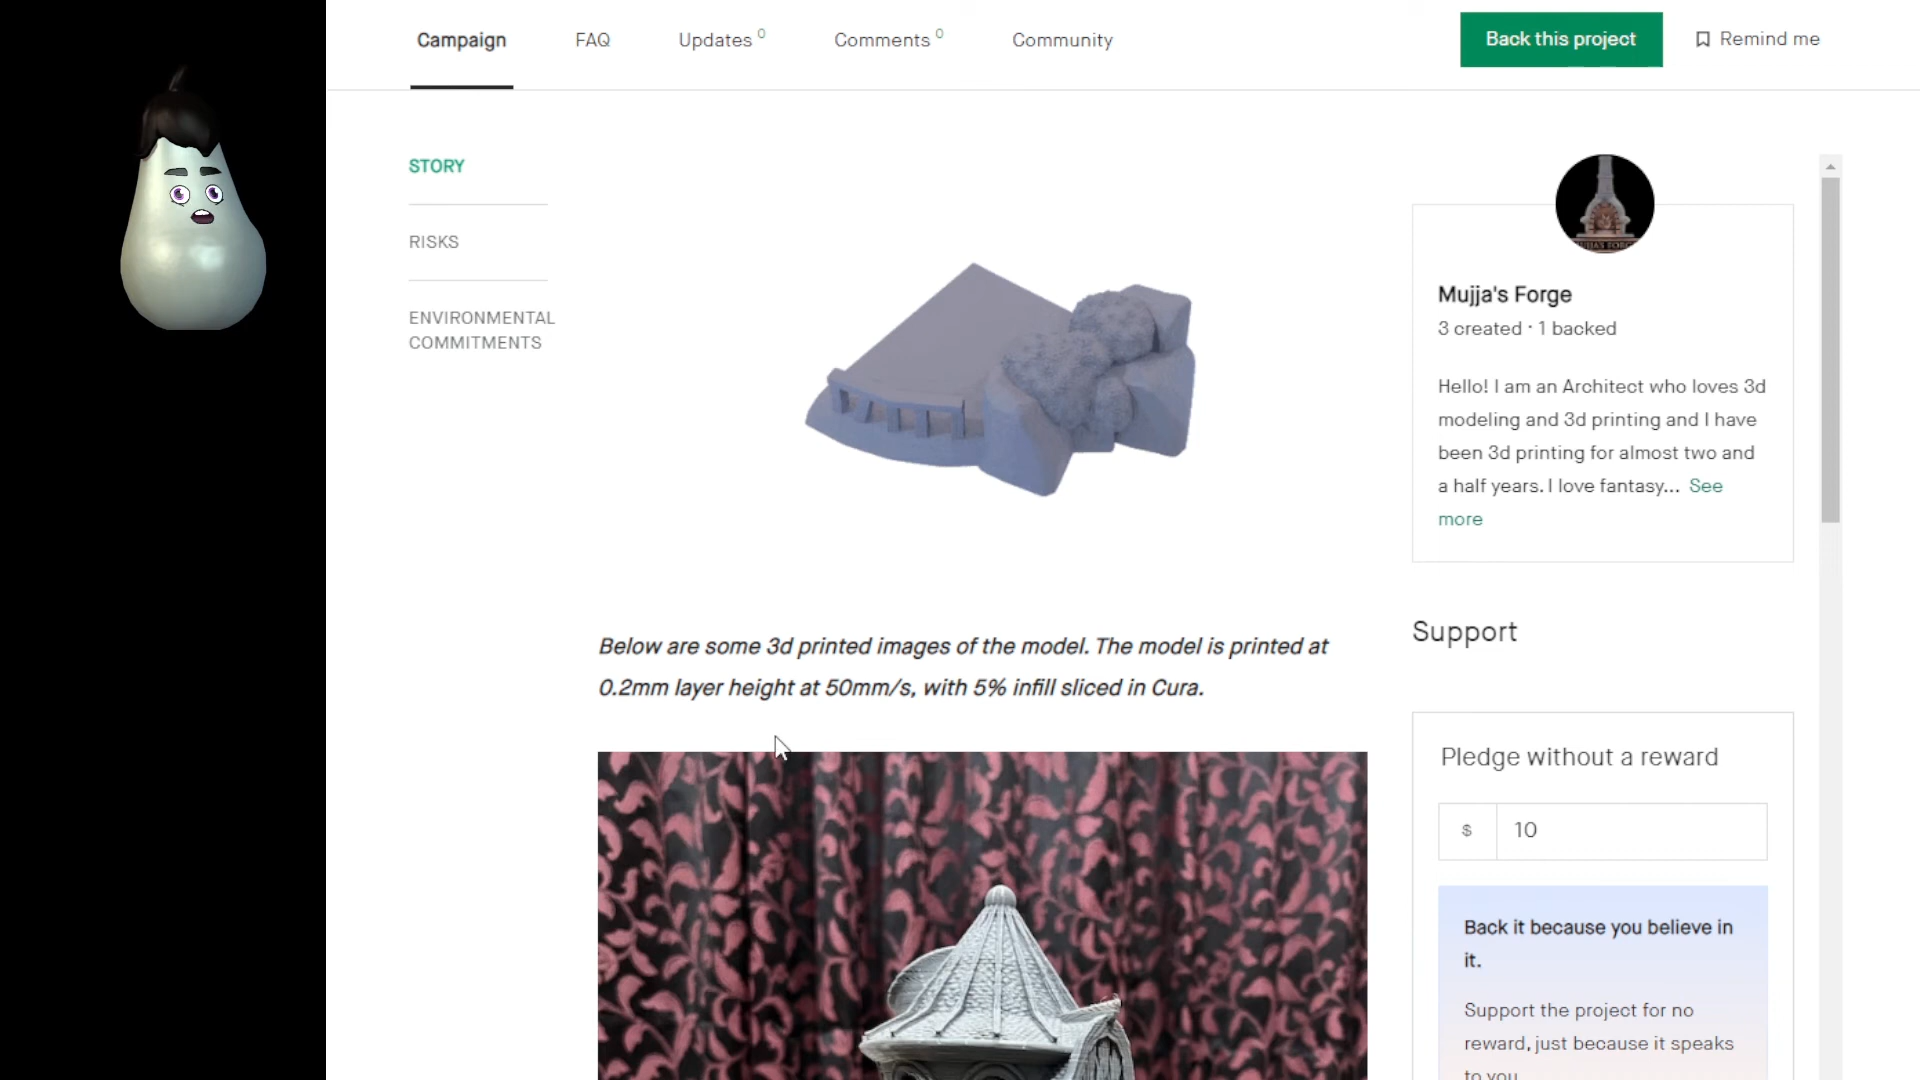 Campaign
FAQ
Updates 0
Comments 0
Community
Back this project
Remind me
STORY
RISKS
ENVIRONMENTAL
COMMITMENTS
Mujja's Forge
3 created · 1 backed
Hello! I am an Architect who loves 3d
modeling and 3d printing and I have
been 3d printing for almost two and
a half years. I love fantasy... See
more
Below are some 3d printed images of the model. The model is printed at
0.2mm layer height at 50mm/s, with 5% infill sliced in Cura.
Support
Pledge without a reward
$ 10
Back it because you believe in
it.
Support the project for no
reward, just because it speaks
to you